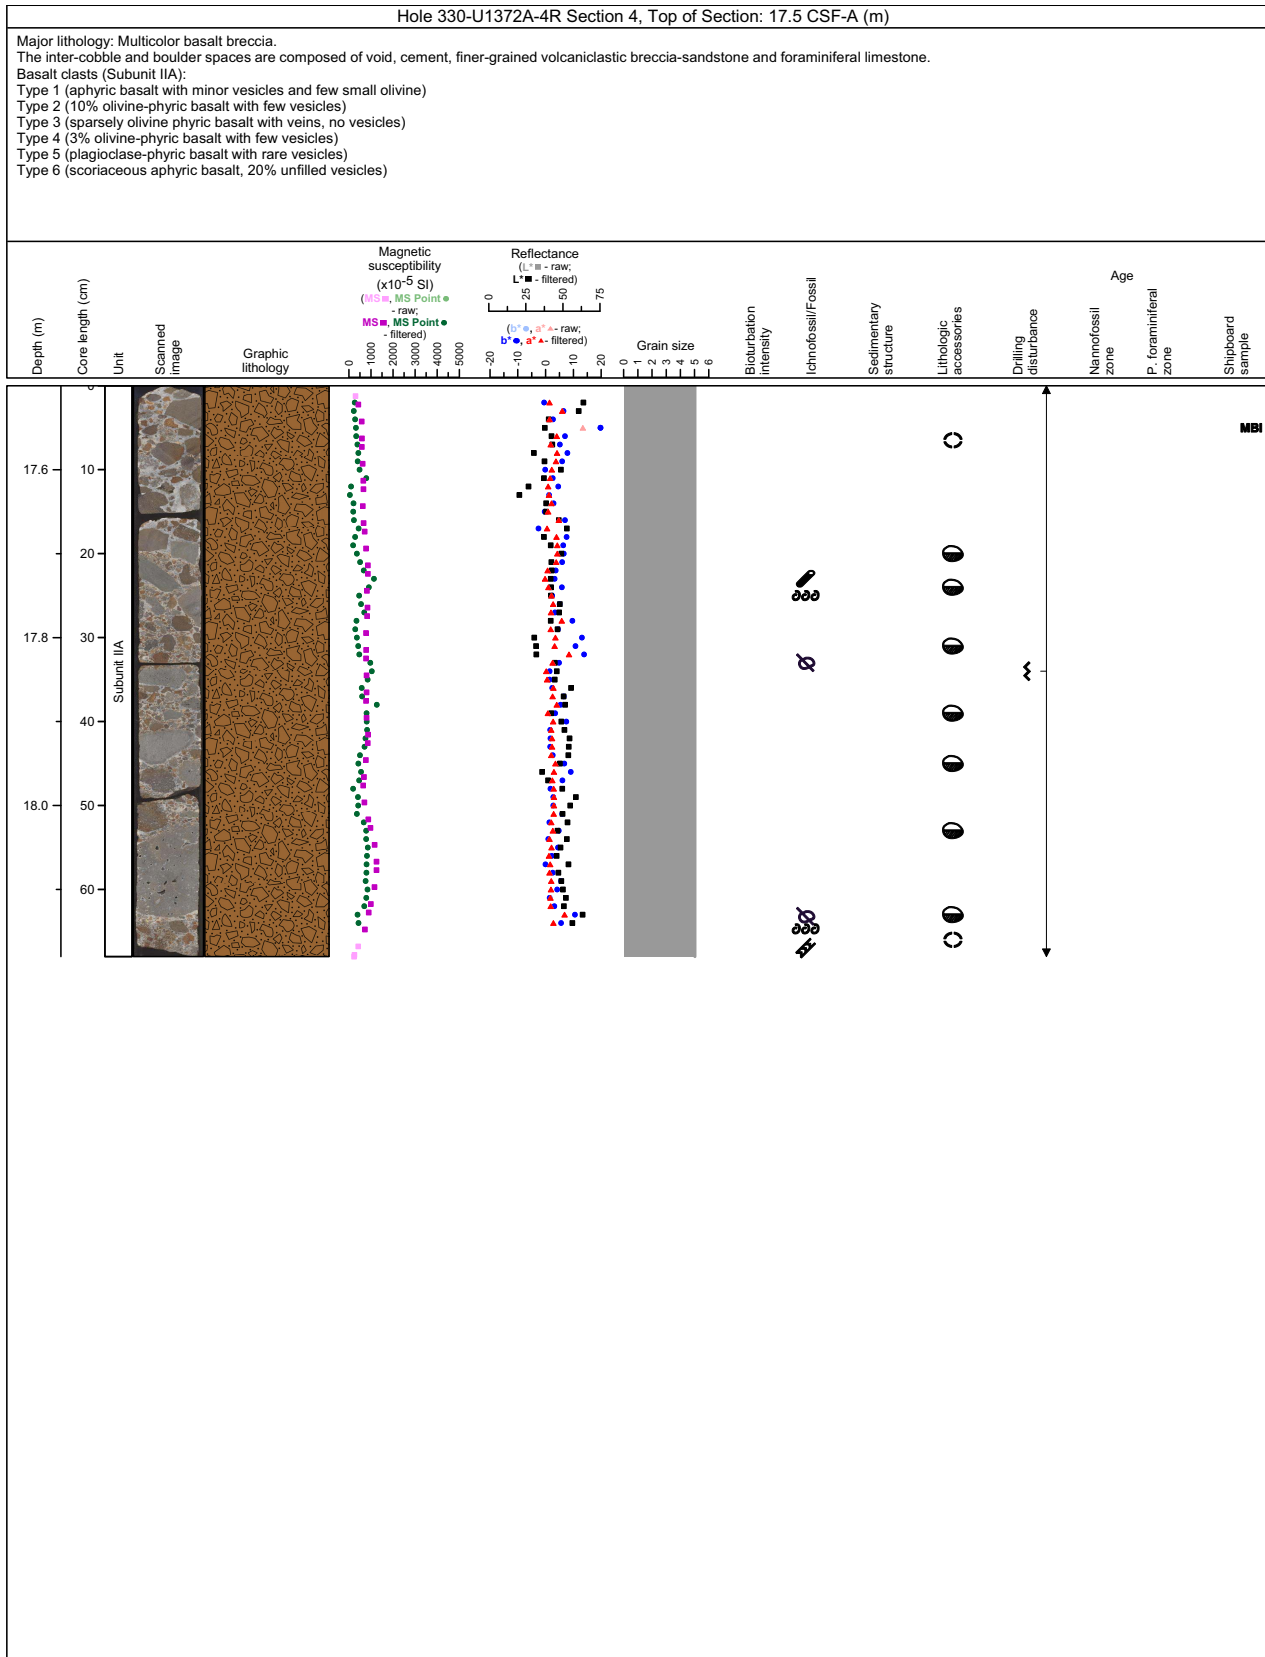 Hole 330-U1372A-4R Section 4, Top of Section: 17.5 CSF-A (m)
Major lithology: Multicolor basalt breccia.
The inter-cobble and boulder spaces are composed of void, cement, finer-grained volcaniclastic breccia-sandstone and foraminiferal limestone.
Basalt clasts (Subunit IIA):
Type 1 (aphyric basalt with minor vesicles and few small olivine)
Type 2 (10% olivine-phyric basalt with few vesicles)
Type 3 (sparsely olivine phyric basalt with veins, no vesicles)
Type 4 (3% olivine-phyric basalt with few vesicles)
Type 5 (plagioclase-phyric basalt with rare vesicles)
Type 6 (scoriaceous aphyric basalt, 20% unfilled vesicles)
Depth (m)
Core length (cm)
Unit
Scanned
image
Graphic
lithology
Magnetic
susceptibility
(x10-5 SI)
(MS■, MS Point●
- raw;
MS■, MS Point●
- filtered)
0 1000 2000 3000 4000 5000
Reflectance
(L*■ - raw;
L*■ - filtered)
0 25 50 75
(b*●, a*▲- raw;
b*●, a*▲- filtered)
-20 -10 0 10 20
Grain size
0 1 2 3 4 5 6
Bioturbation
intensity
Ichnofossil/Fossil
Sedimentary
structure
Lithologic
accessories
Drilling
disturbance
Age
Nannofossil
zone
P. foraminiferal
zone
Shipboard
sample
0
MBI
17.6
10
20
17.8
30
Subunit IIA
40
18.0
50
60